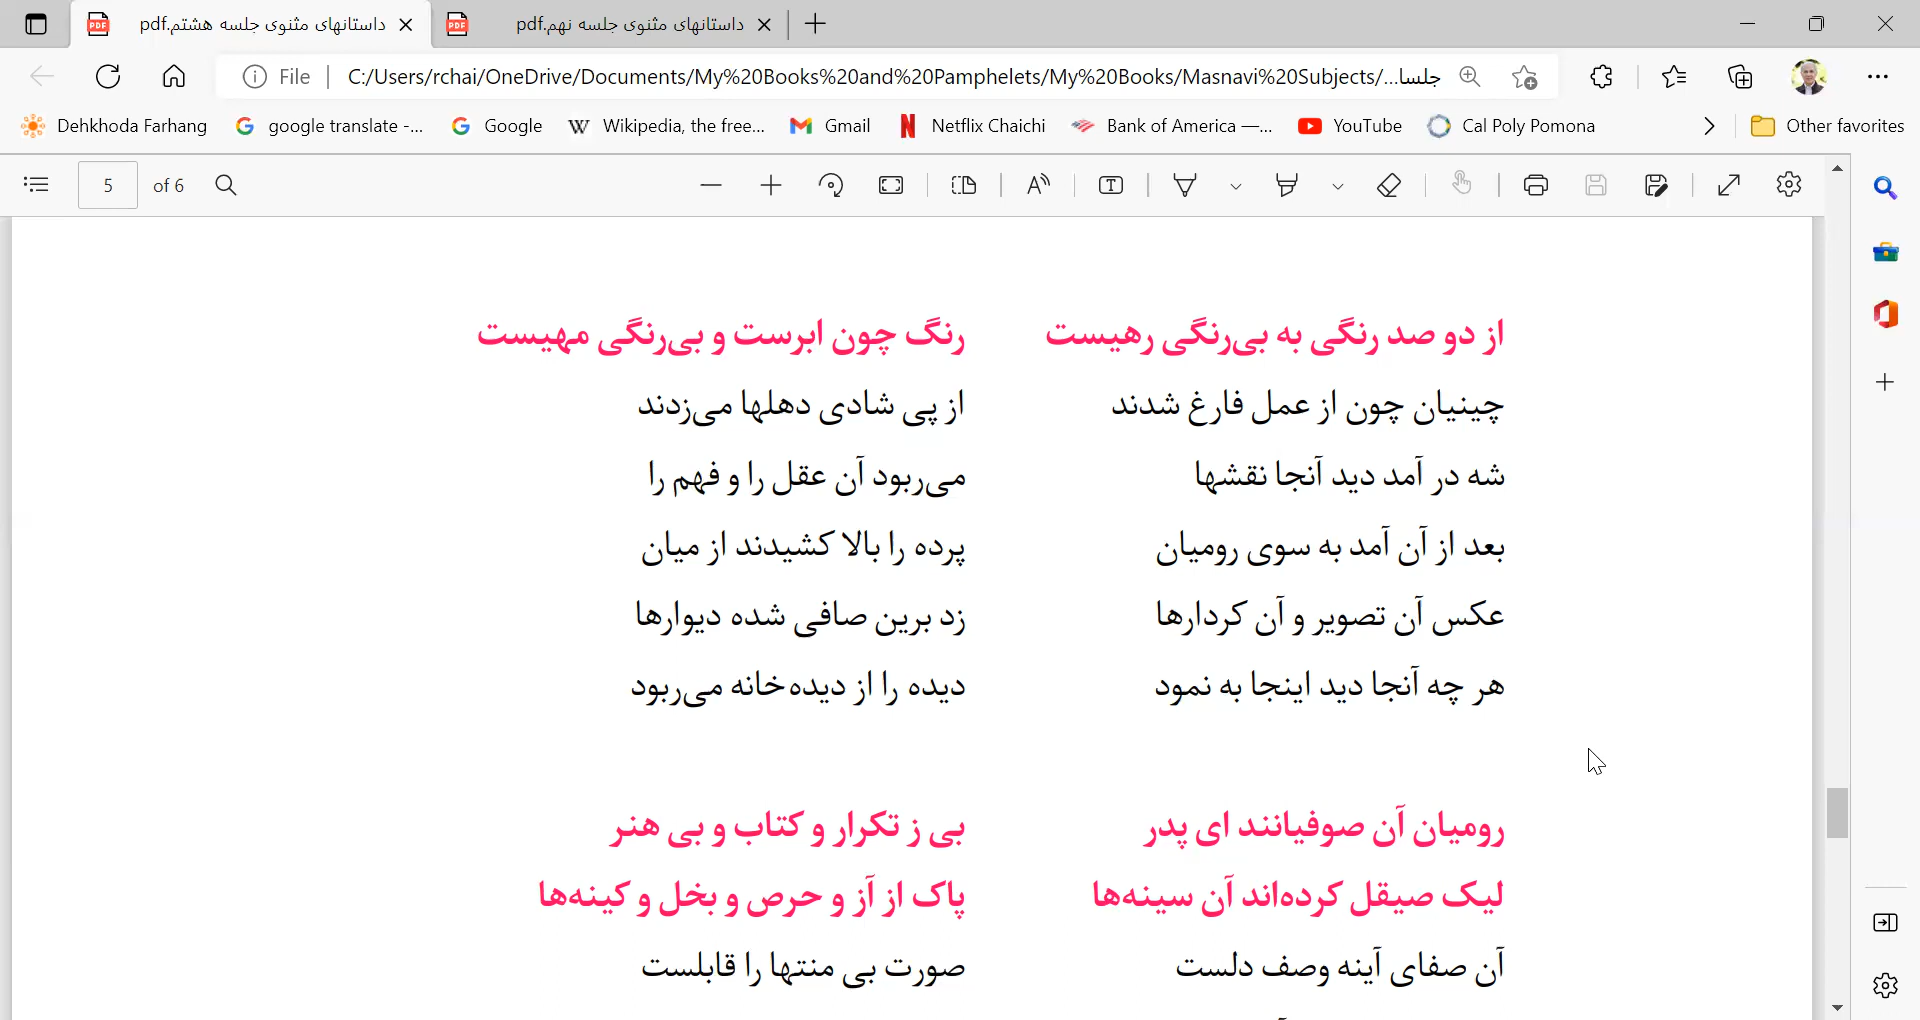 داستانهای مثنوی جلسه هشتم.pdf
داستانهای مثنوی جلسه نهم.pdf
File
C:/Users/rchai/OneDrive/Documents/My%20Books%20and%20Pamphelets/My%20Books/Masnavi%20Subjects/...جلسا
Dehkhoda Farhang
google translate -...
Google
Wikipedia, the free...
Gmail
Netflix Chaichi
Bank of America —...
YouTube
Cal Poly Pomona
Other favorites
5 of 6
از دو صد رنگی به بی‌رنگی رهیست رنگ چون ابرست و بی‌رنگی مهیست
چینیان چون از عمل فارغ شدند از پی شادی دهلها می‌زدند
شه در آمد دید آنجا نقشها می‌ربود آن عقل را و فهم را
بعد از آن آمد به سوی رومیان پرده را بالا کشیدند از میان
عکس آن تصویر و آن کردارها زد برین صافی شده دیوارها
هر چه آنجا دید اینجا به نمود دیده را از دیده‌خانه می‌ربود
رومیان آن صوفیانند ای پدر بی ز تکرار و کتاب و بی هنر
لیک صیقل کرده‌اند آن سینه‌ها پاک از آز و حرص و بخل و کینه‌ها
آن صفای آینه وصف دلست صورت بی منتها را قابلست